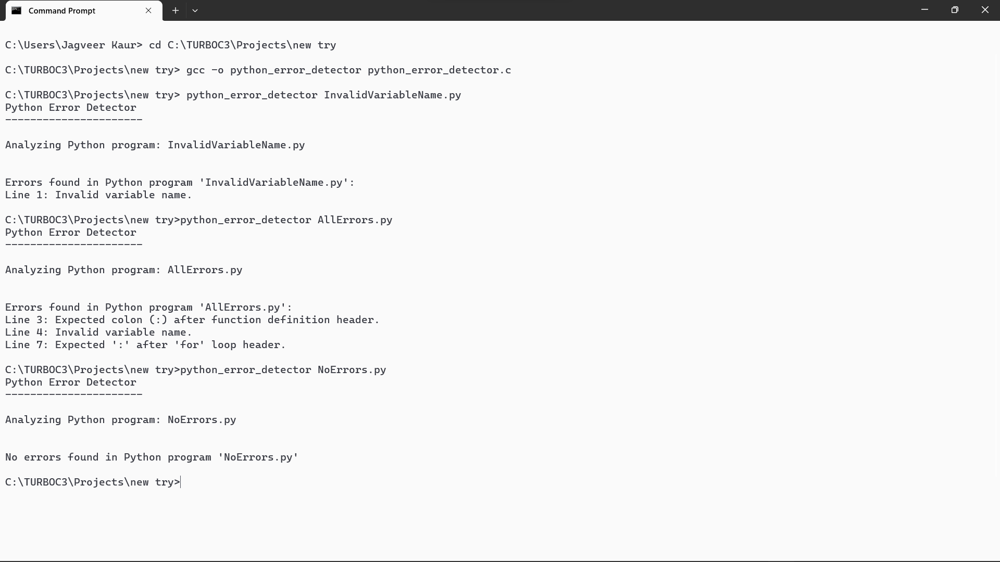 Command Prompt
C:\Users\Jagveer Kaur> cd C:\TURBOC3\Projects\new try
C:\TURBOC3\Projects\new try> gcc -o python_error_detector python_error_detector.c
C:\TURBOC3\Projects\new try> python_error_detector InvalidVariableName.py
Python Error Detector
----------------------
Analyzing Python program: InvalidVariableName.py
Errors found in Python program 'InvalidVariableName.py':
Line 1: Invalid variable name.
C:\TURBOC3\Projects\new try>python_error_detector AllErrors.py
Python Error Detector
----------------------
Analyzing Python program: AllErrors.py
Errors found in Python program 'AllErrors.py':
Line 3: Expected colon (:) after function definition header.
Line 4: Invalid variable name.
Line 7: Expected ':' after 'for' loop header.
C:\TURBOC3\Projects\new try>python_error_detector NoErrors.py
Python Error Detector
----------------------
Analyzing Python program: NoErrors.py
No errors found in Python program 'NoErrors.py'
C:\TURBOC3\Projects\new try>